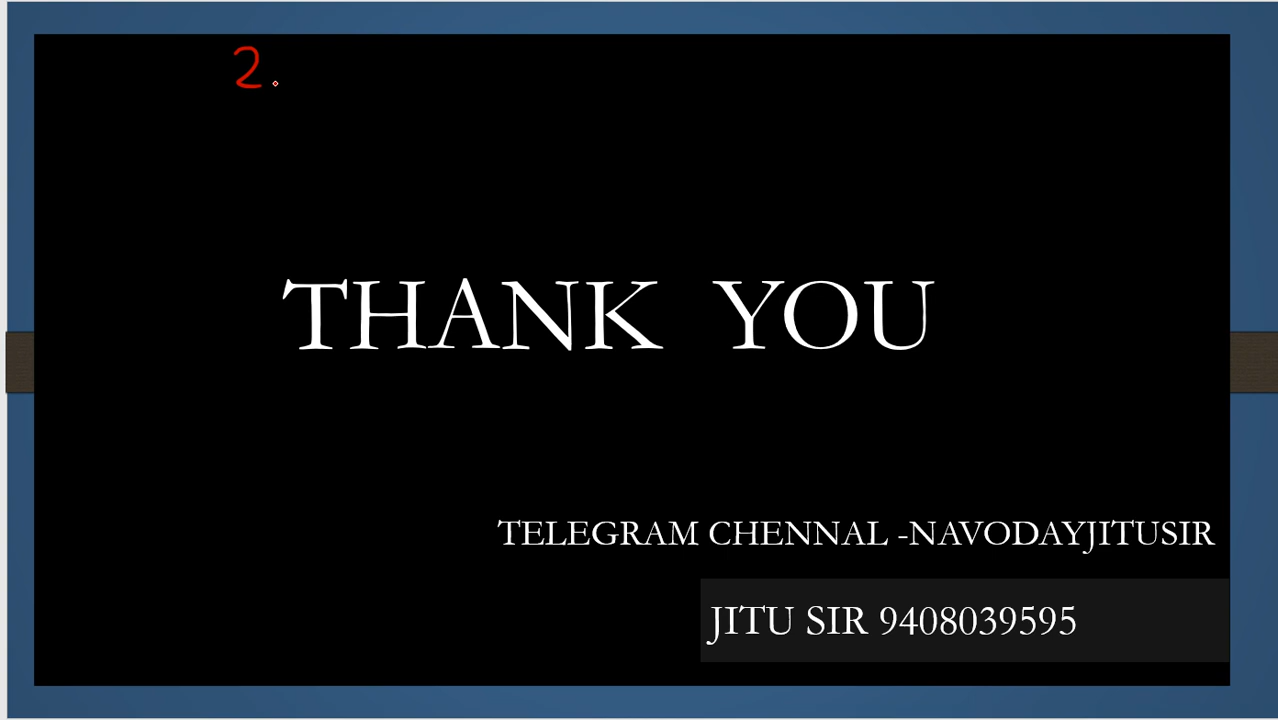 2.
THANK YOU
TELEGRAM CHENNAL -NAVODAYJITUSIR
JITU SIR 9408039595